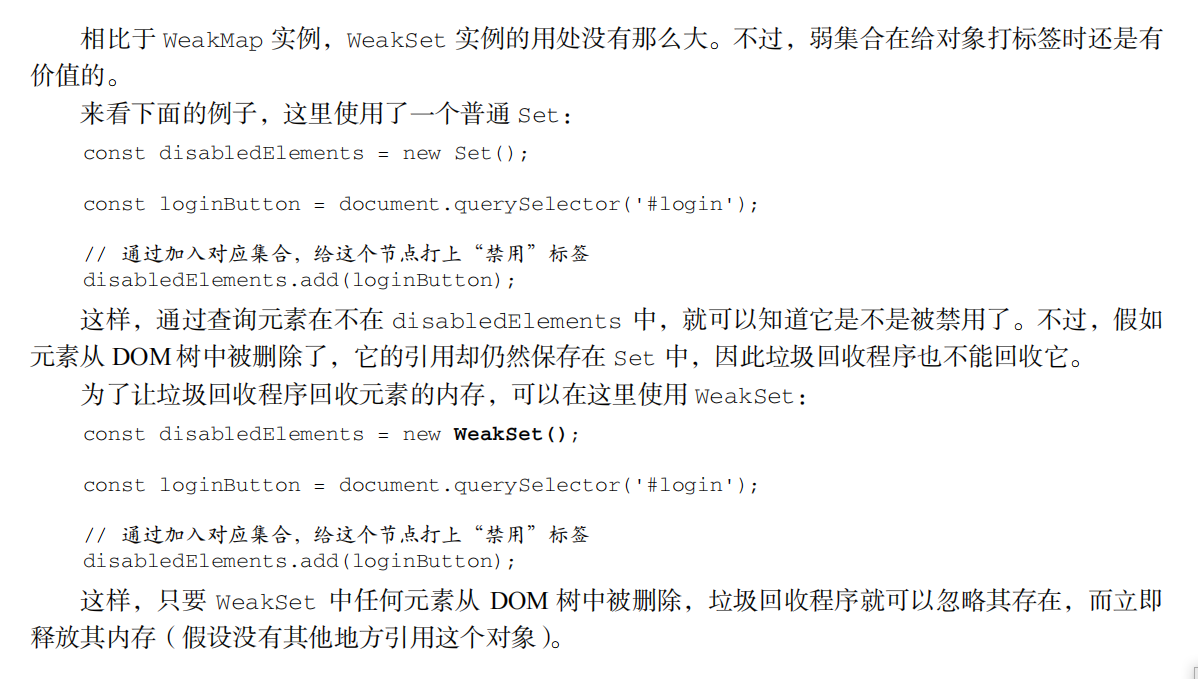 相比于 WeakMap 实例，WeakSet 实例的用处没有那么大。不过，弱集合在给对象打标签时还是有
价值的。
来看下面的例子，这里使用了一个普通 Set：
const disabledElements = new Set();
const loginButton = document.querySelector('#login');
// 通过加入对应集合，给这个节点打上“禁用”标签
disabledElements.add(loginButton);
这样，通过查询元素在不在 disabledElements 中，就可以知道它是不是被禁用了。不过，假如
元素从 DOM 树中被删除了，它的引用却仍然保存在 Set 中，因此垃圾回收程序也不能回收它。
为了让垃圾回收程序回收元素的内存，可以在这里使用 WeakSet：
const disabledElements = new WeakSet();
const loginButton = document.querySelector('#login');
// 通过加入对应集合，给这个节点打上“禁用”标签
disabledElements.add(loginButton);
这样，只要 WeakSet 中任何元素从 DOM 树中被删除，垃圾回收程序就可以忽略其存在，而立即
释放其内存（假设没有其他地方引用这个对象）。